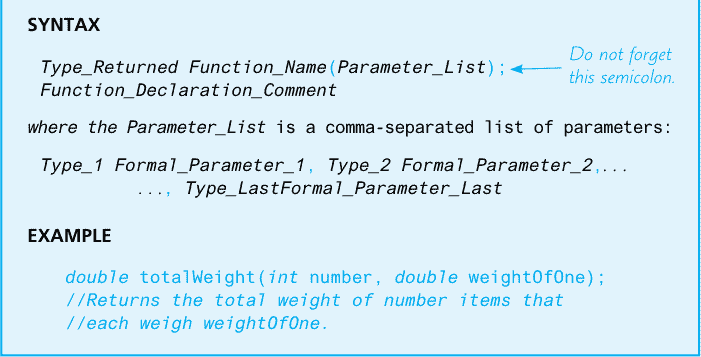 SYNTAX
Type_Returned Function_Name(Parameter_List);
Do not forget
this semicolon.
Function_Declaration_Comment
where the Parameter_List is a comma-separated list of parameters:
Type_1 Formal_Parameter_1, Type_2 Formal_Parameter_2,...
..., Type_LastFormal_Parameter_Last
EXAMPLE
double totalWeight(int number, double weightOfOne);
//Returns the total weight of number items that
//each weigh weightOfOne.